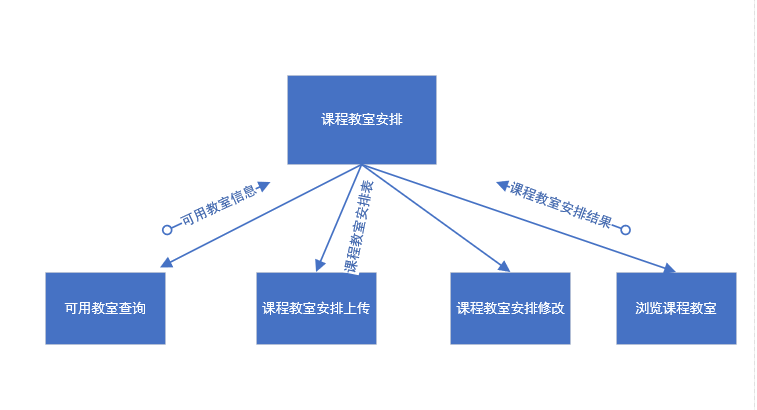 课程教室安排
可用教室信息
课程教室安排表
课程教室安排结果
可用教室查询
课程教室安排上传
课程教室安排修改
浏览课程教室